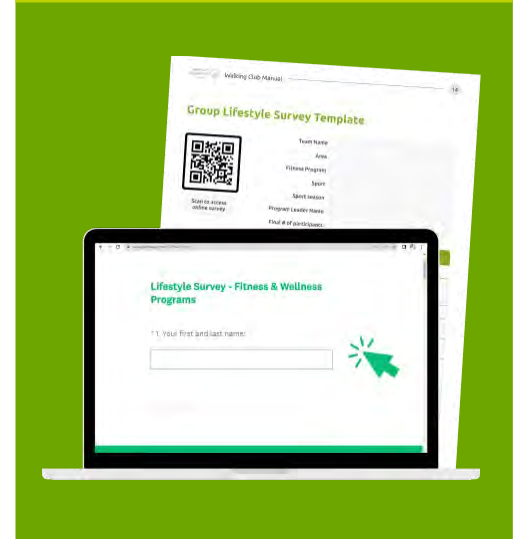 Walking Club Manual
14
Group Lifestyle Survey Template
Scan to access
online survey
Team Name
Area
Fitness Program
Sport
Sport season
Program Leader Name
Final # of participants:
Lifestyle Survey - Fitness & Wellness
Programs
* 1. Your first and last name: